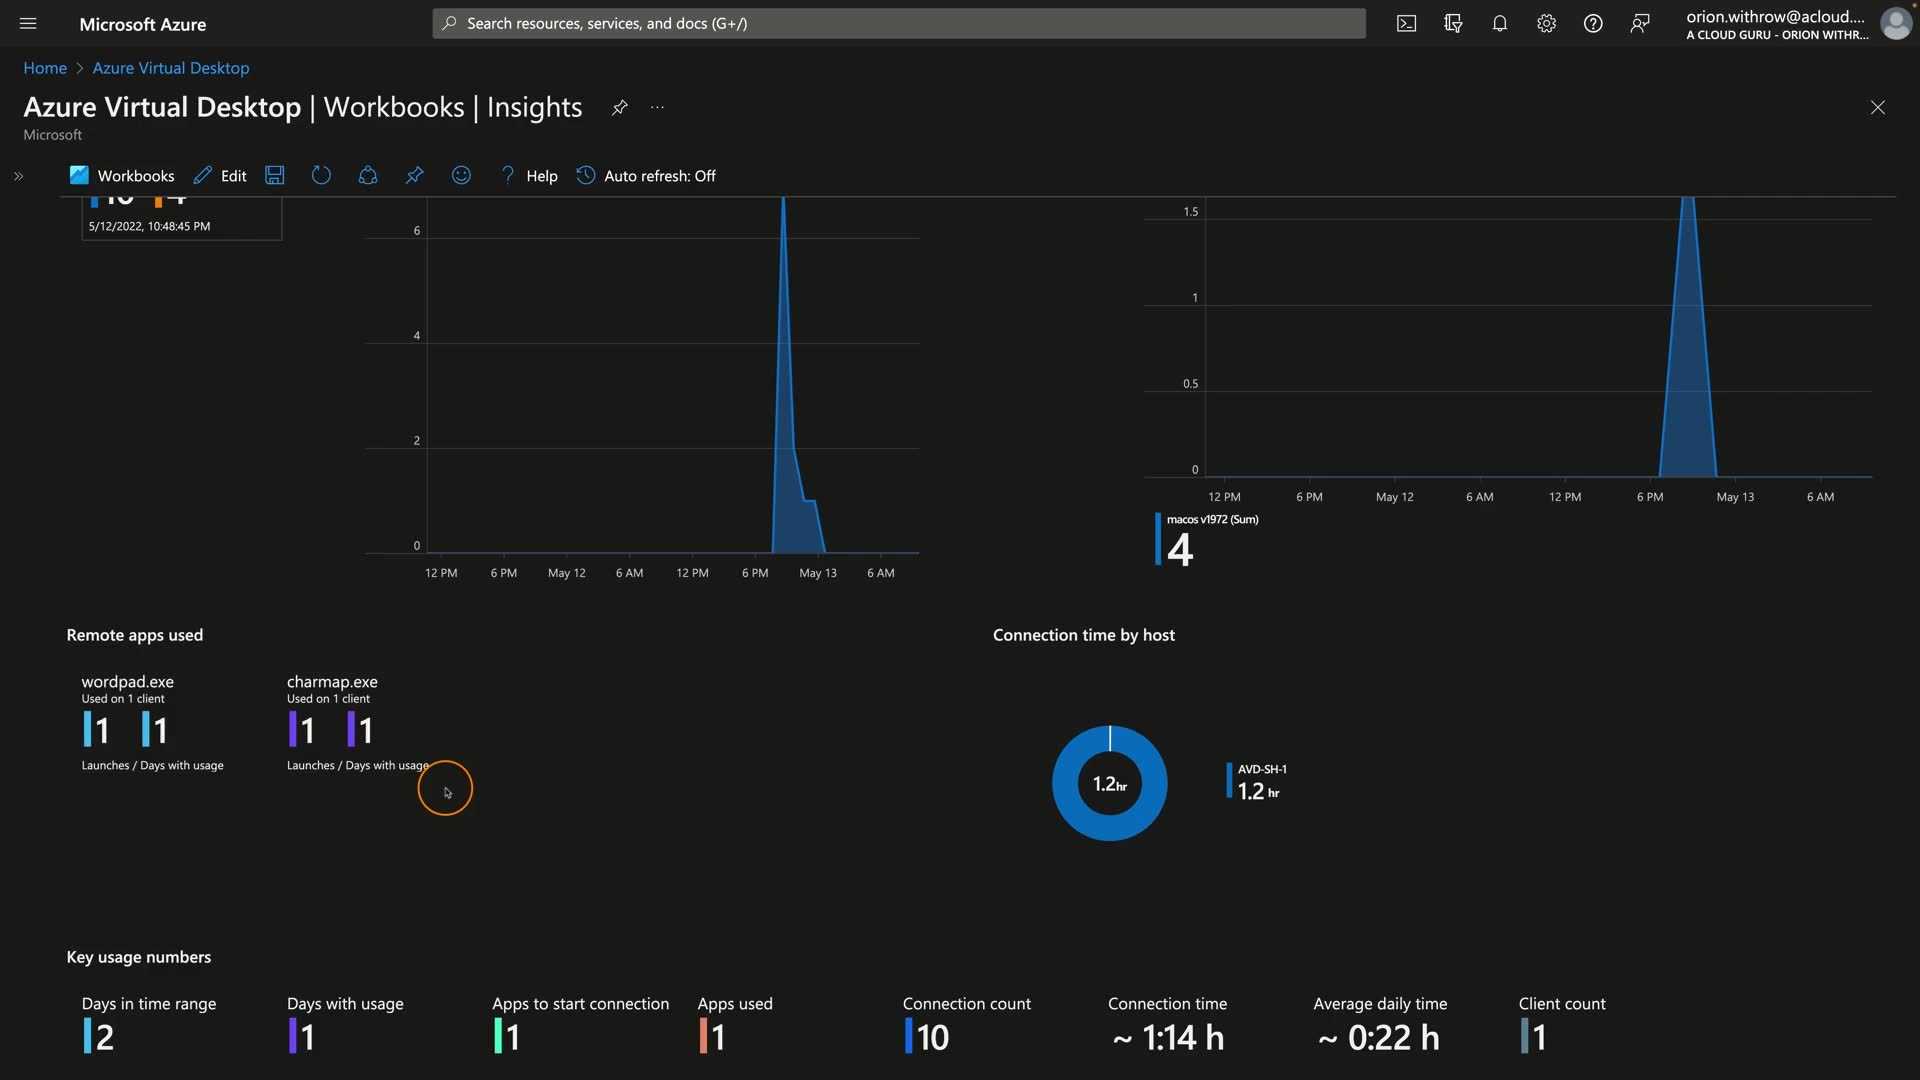 Microsoft Azure
Search resources, services, and docs (G+/)
orion.withrow@acloud....
A CLOUD GURU - ORION WITHR...
Home > Azure Virtual Desktop
Azure Virtual Desktop | Workbooks | Insights
...
Microsoft
Workbooks
Edit
? Help
Auto refresh: Off
5/12/2022, 10:48:45 PM
6
4
2
0
12 PM 6 PM May 12 6 AM 12 PM 6 PM May 13 6 AM
1.5
1
0.5
0
12 PM 6 PM May 12 6 AM 12 PM 6 PM May 13 6 AM
macos v1972 (Sum)
4
Remote apps used
wordpad.exe
Used on 1 client
1 1
Launches / Days with usage
charmap.exe
Used on 1 client
1 1
Launches / Days with usage
Connection time by host
1.2hr
AVD-SH-1
1.2 hr
Key usage numbers
Days in time range
2
Days with usage
1
Apps to start connection
1
Apps used
1
Connection count
10
Connection time
~ 1:14 h
Average daily time
~ 0:22 h
Client count
1